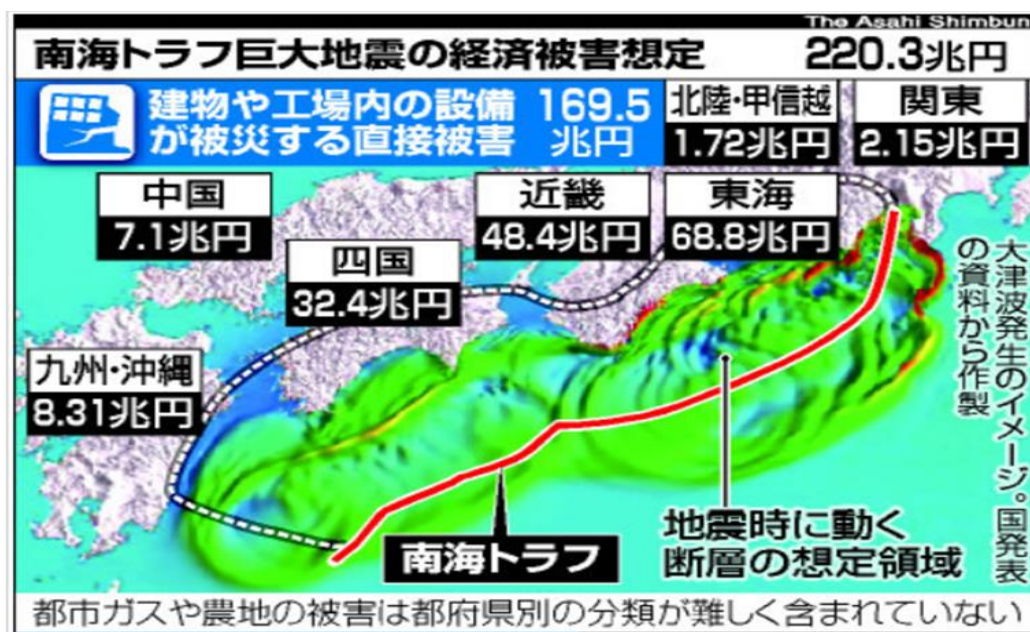 The Asahi Shimbun
南海トラフ巨大地震の経済被害想定 220.3兆円
建物や工場内の設備
が被災する直接被害
169.5
兆円
北陸・甲信越
1.72兆円
関東
2.15兆円
中国
7.1兆円
近畿
48.4兆円
東海
68.8兆円
四国
32.4兆円
九州・沖縄
8.31兆円
大津波発生のイメージ。国発表
の資料から作製
地震時に動く
断層の想定領域
南海トラフ
都市ガスや農地の被害は都府県別の分類が難しく含まれていない